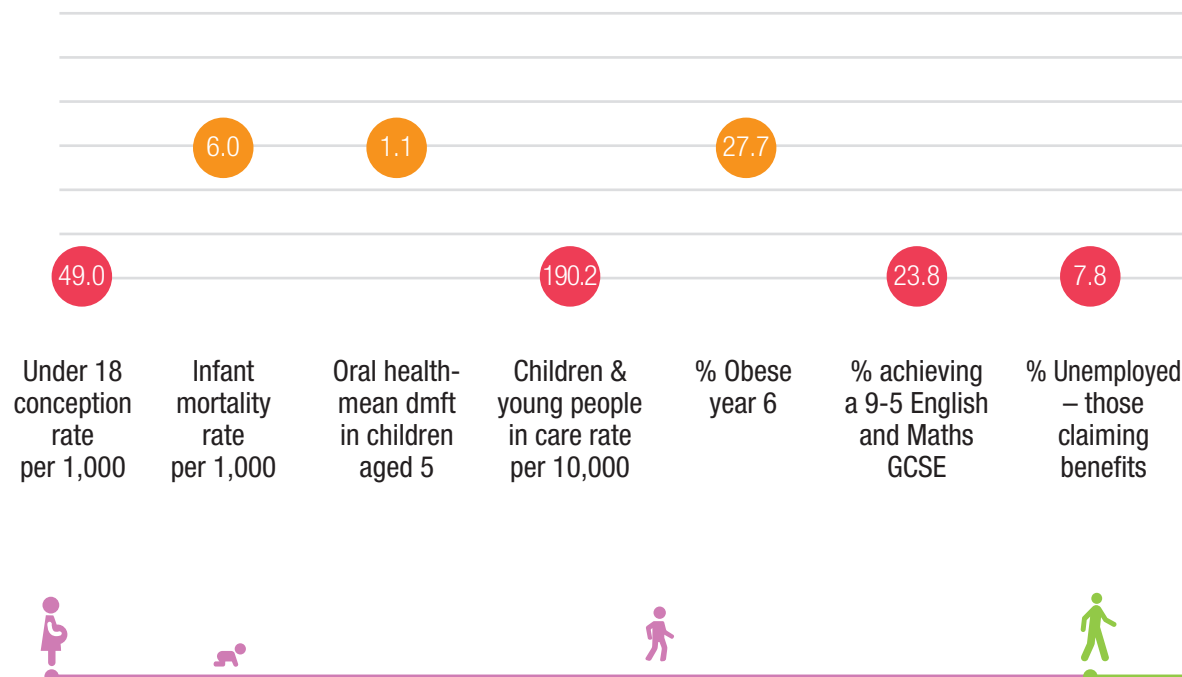 6.0
1.1
27.7
49.0
190.2
23.8
7.8
Under 18
conception
rate
per 1,000
Infant
mortality
rate
per 1,000
Oral health-
mean dmft
in children
aged 5
Children &
young people
in care rate
per 10,000
% Obese
year 6
% achieving
a 9-5 English
and Maths
GCSE
% Unemployed
– those
claiming
benefits